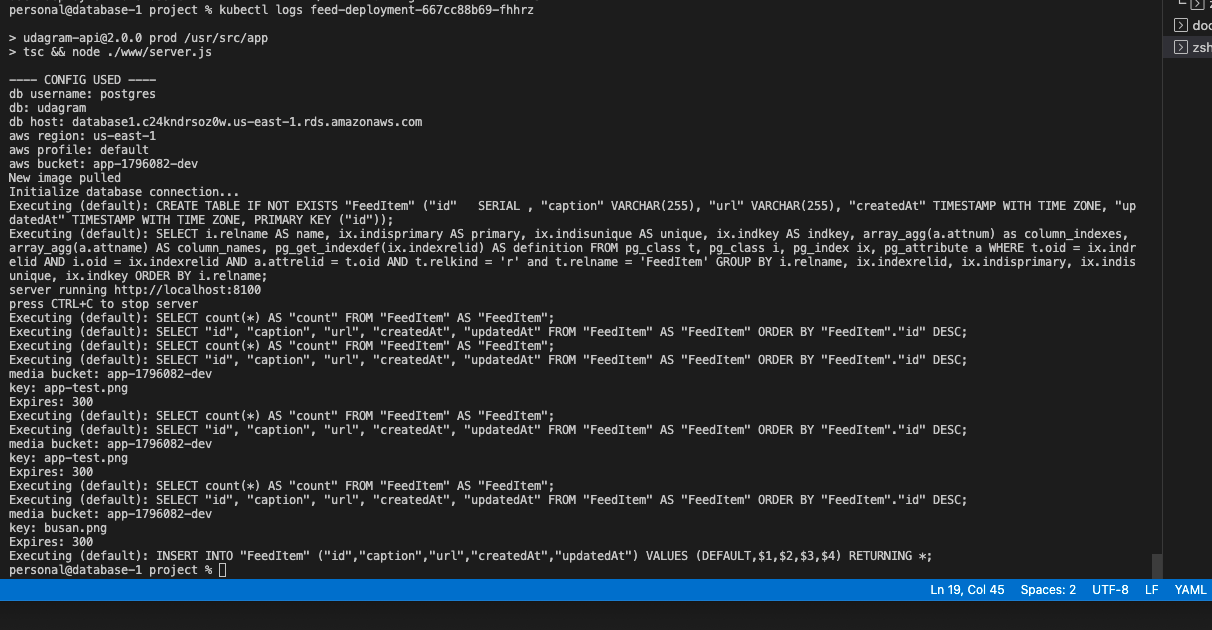 personal@database-1 project % kubectl logs feed-deployment-667cc88b69-fhhrz
> udagram-api@2.0.0 prod /usr/src/app
> tsc && node ./www/server.js
---- CONFIG USED ----
db username: postgres
db: udagram
db host: database1.c24kndrsoz0w.us-east-1.rds.amazonaws.com
aws region: us-east-1
aws profile: default
aws bucket: app-1796082-dev
New image pulled
Initialize database connection...
Executing (default): CREATE TABLE IF NOT EXISTS "FeedItem" ("id"   SERIAL , "caption" VARCHAR(255), "url" VARCHAR(255), "createdAt" TIMESTAMP WITH TIME ZONE, "up
datedAt" TIMESTAMP WITH TIME ZONE, PRIMARY KEY ("id"));
Executing (default): SELECT i.relname AS name, ix.indisprimary AS primary, ix.indisunique AS unique, ix.indkey AS indkey, array_agg(a.attnum) as column_indexes,
array_agg(a.attname) AS column_names, pg_get_indexdef(ix.indexrelid) AS definition FROM pg_class t, pg_class i, pg_index ix, pg_attribute a WHERE t.oid = ix.indr
elid AND i.oid = ix.indexrelid AND a.attrelid = t.oid AND t.relkind = 'r' and t.relname = 'FeedItem' GROUP BY i.relname, ix.indexrelid, ix.indisprimary, ix.indis
unique, ix.indkey ORDER BY i.relname;
server running http://localhost:8100
press CTRL+C to stop server
Executing (default): SELECT count(*) AS "count" FROM "FeedItem" AS "FeedItem";
Executing (default): SELECT "id", "caption", "url", "createdAt", "updatedAt" FROM "FeedItem" AS "FeedItem" ORDER BY "FeedItem"."id" DESC;
Executing (default): SELECT count(*) AS "count" FROM "FeedItem" AS "FeedItem";
Executing (default): SELECT "id", "caption", "url", "createdAt", "updatedAt" FROM "FeedItem" AS "FeedItem" ORDER BY "FeedItem"."id" DESC;
media bucket: app-1796082-dev
key: app-test.png
Expires: 300
Executing (default): SELECT count(*) AS "count" FROM "FeedItem" AS "FeedItem";
Executing (default): SELECT "id", "caption", "url", "createdAt", "updatedAt" FROM "FeedItem" AS "FeedItem" ORDER BY "FeedItem"."id" DESC;
media bucket: app-1796082-dev
key: app-test.png
Expires: 300
Executing (default): SELECT count(*) AS "count" FROM "FeedItem" AS "FeedItem";
Executing (default): SELECT "id", "caption", "url", "createdAt", "updatedAt" FROM "FeedItem" AS "FeedItem" ORDER BY "FeedItem"."id" DESC;
media bucket: app-1796082-dev
key: busan.png
Expires: 300
Executing (default): INSERT INTO "FeedItem" ("id","caption","url","createdAt","updatedAt") VALUES (DEFAULT,$1,$2,$3,$4) RETURNING *;
personal@database-1 project %
doc
zsh
Ln 19, Col 45 Spaces: 2 UTF-8 LF YAML